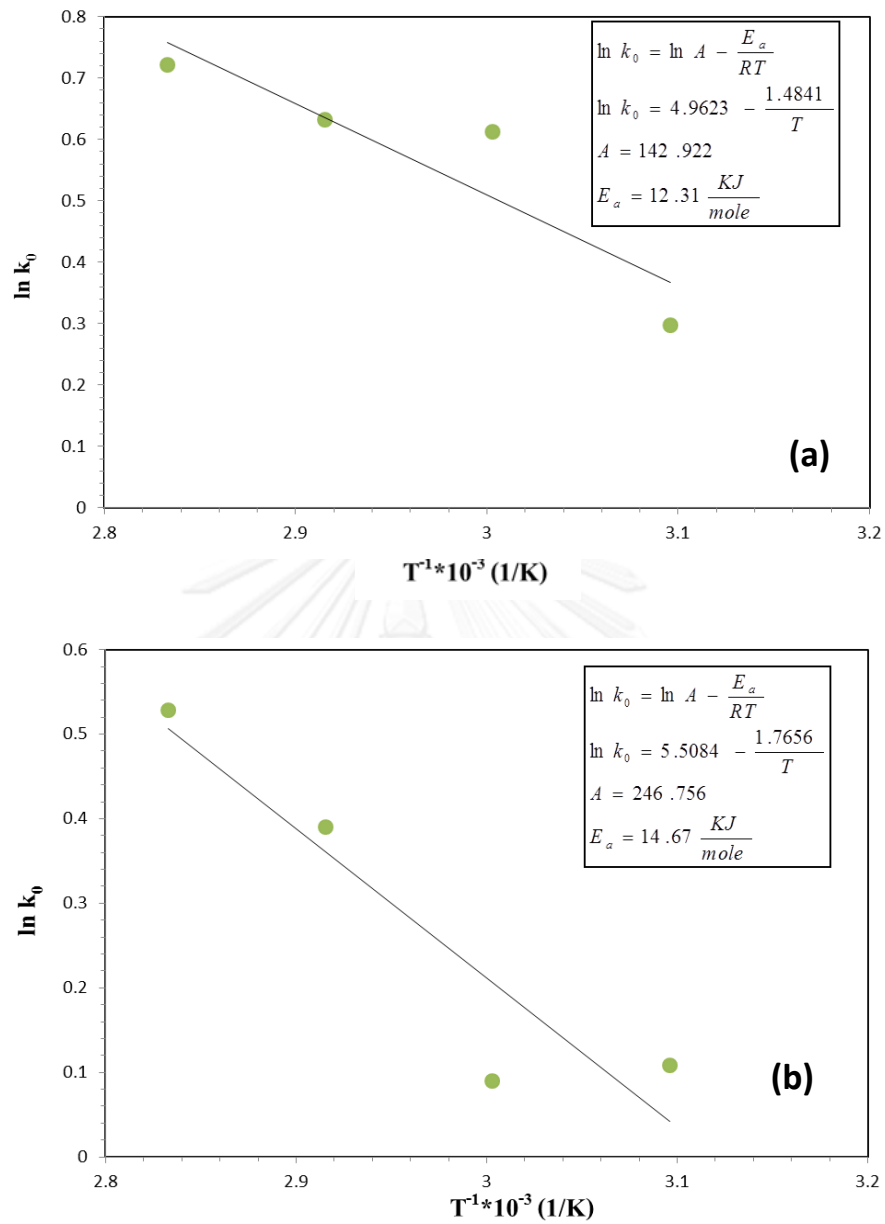 0.8
0.7
0.6
0.5
0.4
0.3
0.2
0.1
0
ln k₀
ln k₀ = ln A − Eₐ/RT
ln k₀ = 4.9623 − 1.4841/T
A = 142 .922
Eₐ = 12 .31 KJ/mole
(a)
2.8 2.9 3 3.1 3.2
T⁻¹*10⁻³ (1/K)
0.6
0.5
0.4
0.3
0.2
0.1
0
ln k₀
ln k₀ = ln A − Eₐ/RT
ln k₀ = 5.5084 − 1.7656/T
A = 246 .756
Eₐ = 14 .67 KJ/mole
(b)
2.8 2.9 3 3.1 3.2
T⁻¹*10⁻³ (1/K)